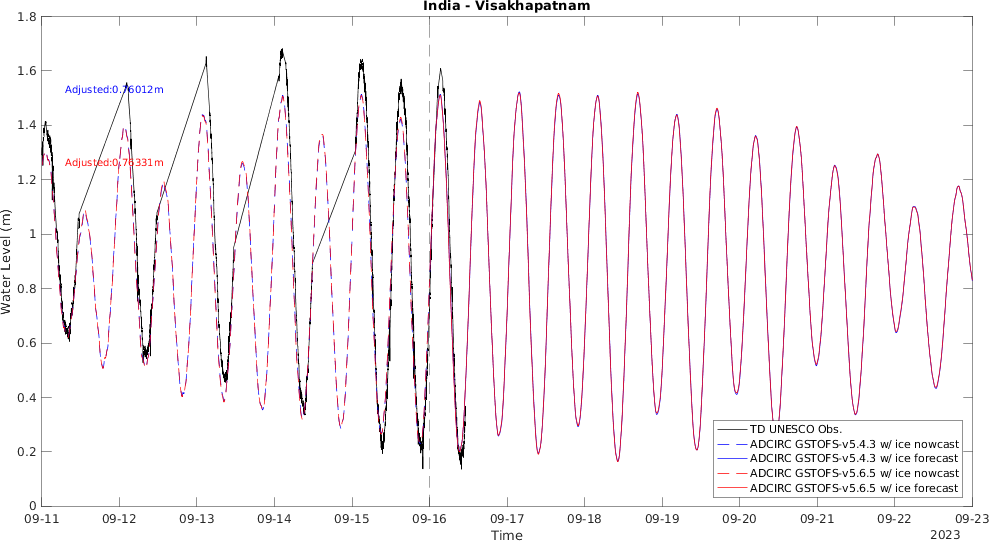 India - Visakhapatnam
1.8
1.6
1.4
1.2
1
0.8
0.6
0.4
0.2
0
Water Level (m)
Adjusted:0.76012m
Adjusted:0.76331m
TD UNESCO Obs.
ADCIRC GSTOFS-v5.4.3 w/ ice nowcast
ADCIRC GSTOFS-v5.4.3 w/ ice forecast
ADCIRC GSTOFS-v5.6.5 w/ ice nowcast
ADCIRC GSTOFS-v5.6.5 w/ ice forecast
09-11 09-12 09-13 09-14 09-15 09-16 09-17 09-18 09-19 09-20 09-21 09-22 09-23
Time
2023